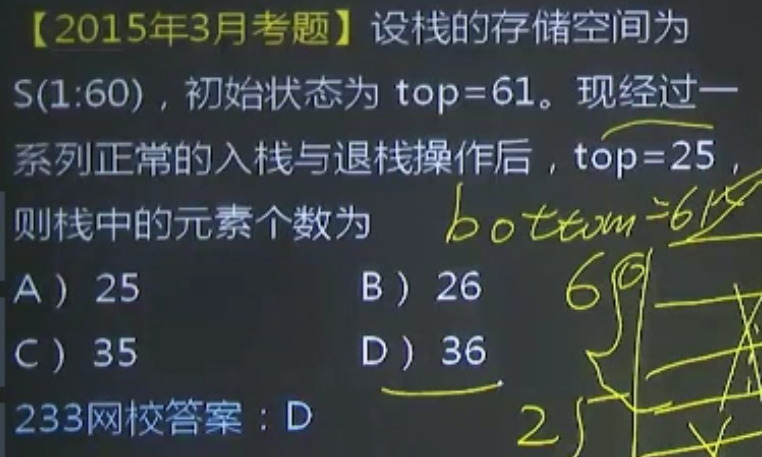 【2015年3月考题】设栈的存储空间为
S(1:60)，初始状态为 top=61。现经过一
系列正常的入栈与退栈操作后，top=25，
则栈中的元素个数为
bottom=61
A） 25
B） 26
60
C） 35
D） 36
233网校答案：D
25